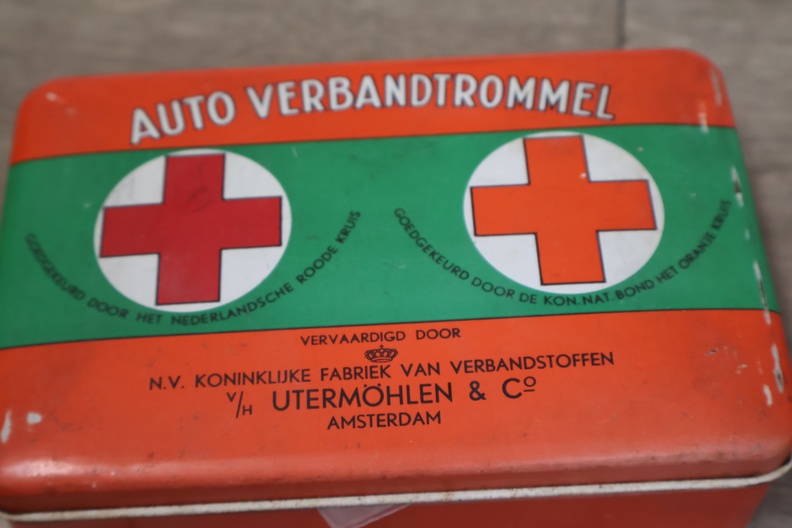 AUTO VERBANDTROMMEL
GOEDGEKEURD DOOR HET NEDERLANDSCHE ROODE KRUIS
GOEDGEKEURD DOOR DE KON. NAT. BOND HET ORANJE KRUIS
VERVAARDIGD DOOR
N.V. KONINKLIJKE FABRIEK VAN VERBANDSTOFFEN
V/H UTERMÖHLEN & Cº
AMSTERDAM